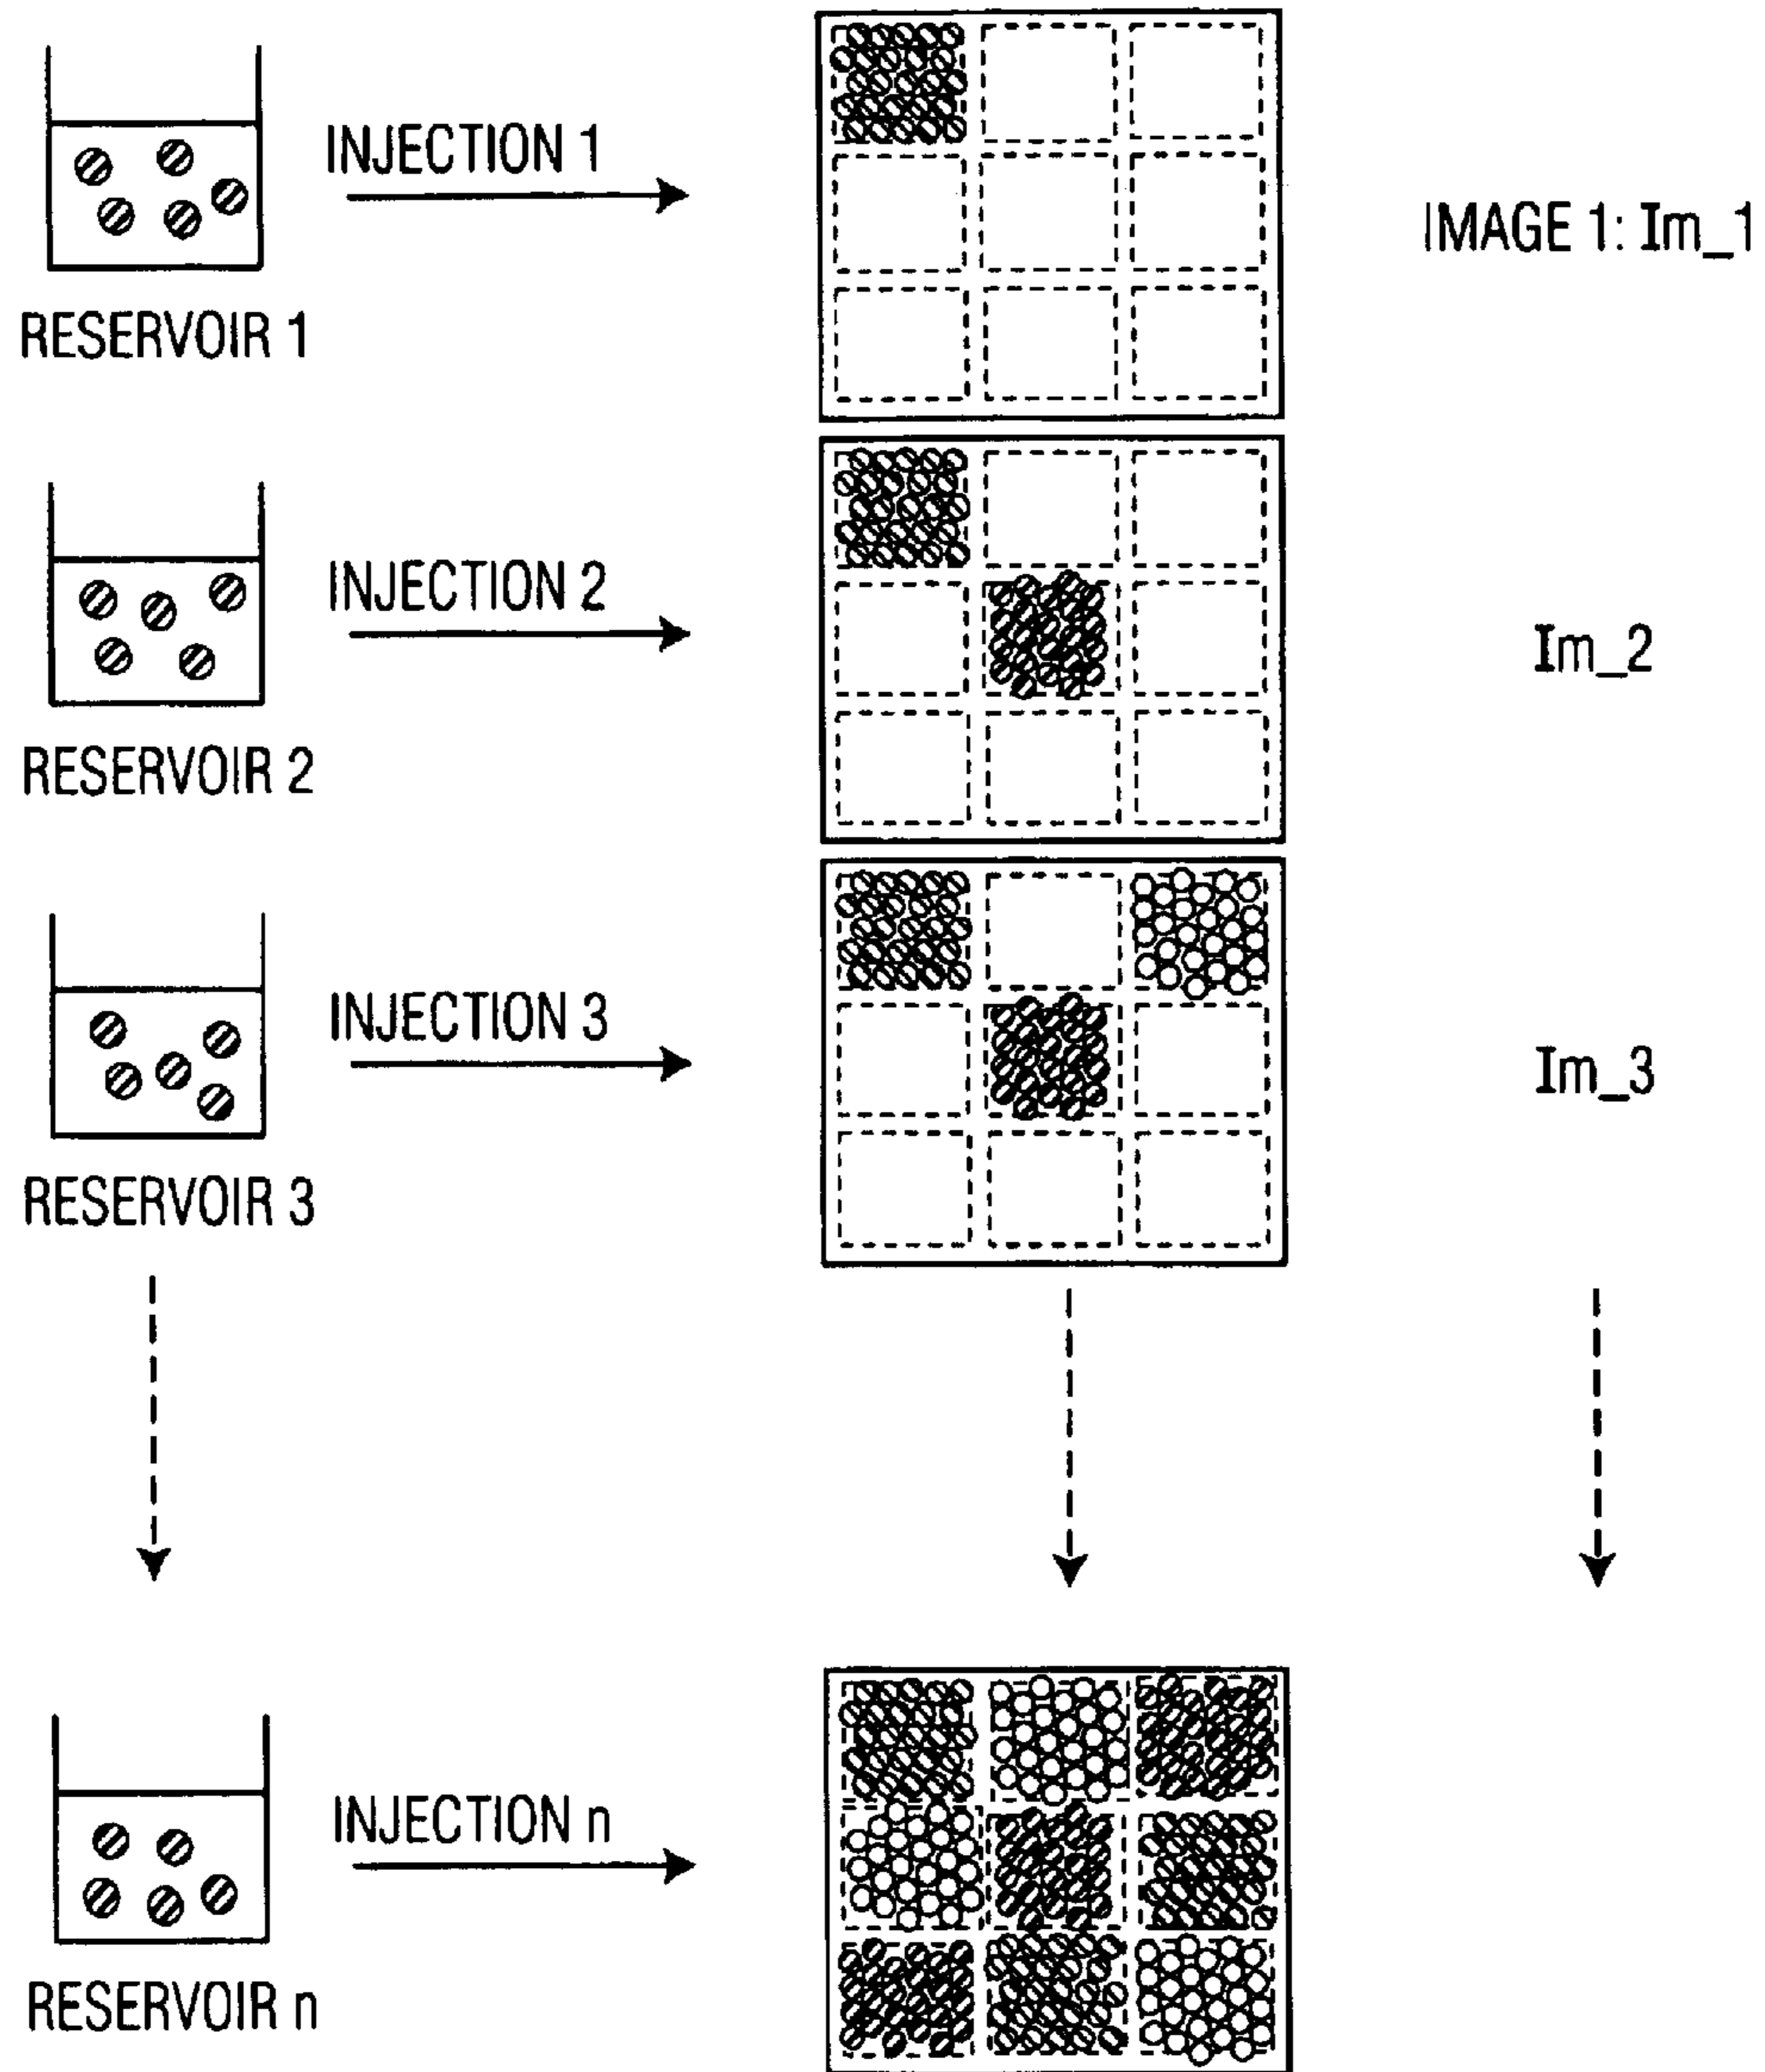 INJECTION 1
IMAGE 1: Im_1
RESERVOIR 1
INJECTION 2
Im_2
RESERVOIR 2
INJECTION 3
Im_3
RESERVOIR 3
INJECTION n
RESERVOIR n